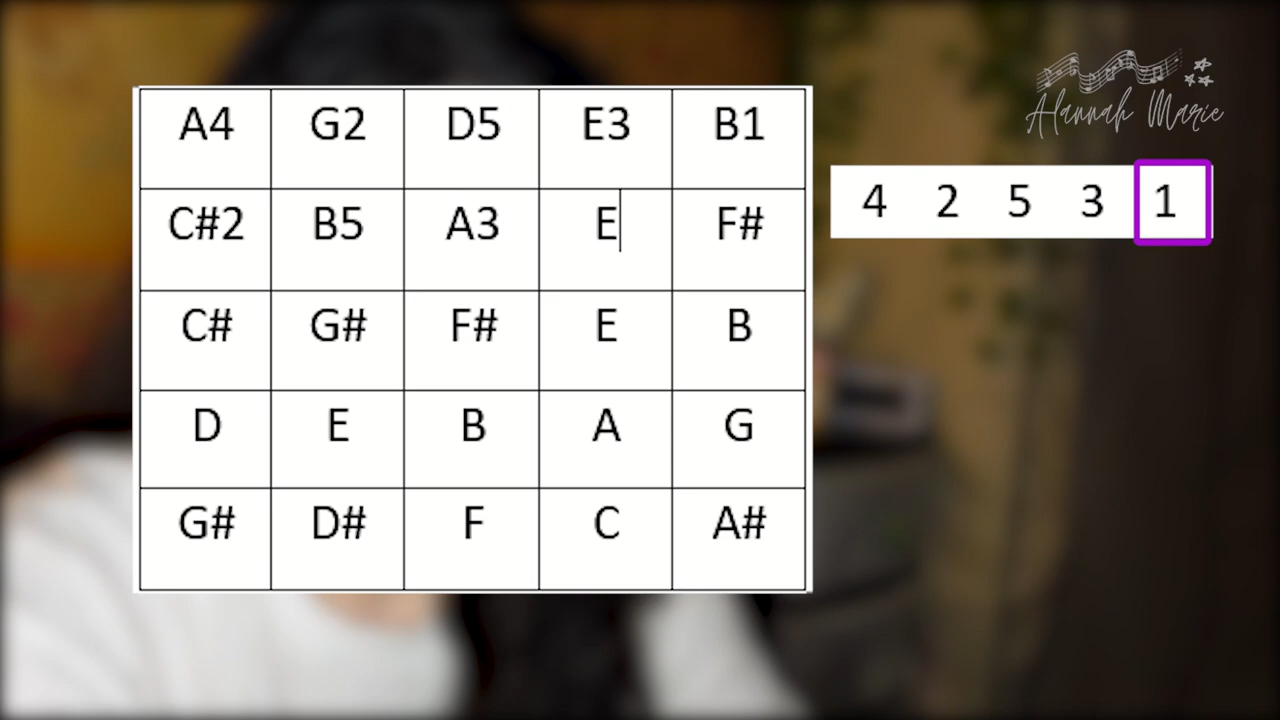 Alannah Marie
A4 G2 D5 E3 B1
4 2 5 3 1
C#2 B5 A3 E F#
C# G# F# E B
D E B A G
G# D# F C A#